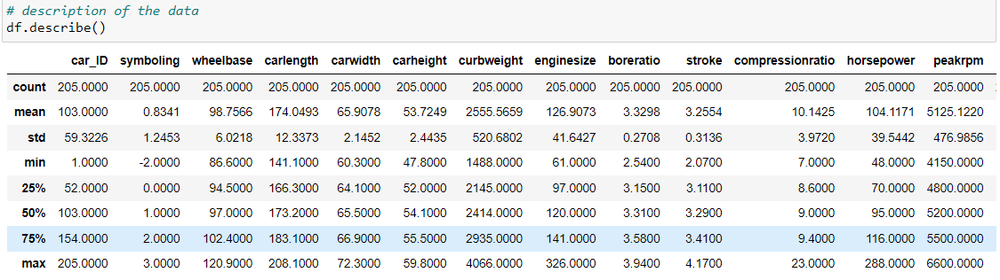 # description of the data
df.describe()
car_ID symboling wheelbase carlength carwidth carheight curbweight enginesize boreratio stroke compressionratio horsepower peakrpm
count 205.0000 205.0000 205.0000 205.0000 205.0000 205.0000 205.0000 205.0000 205.0000 205.0000 205.0000 205.0000 205.0000
mean 103.0000 0.8341 98.7566 174.0493 65.9078 53.7249 2555.5659 126.9073 3.3298 3.2554 10.1425 104.1171 5125.1220
std 59.3226 1.2453 6.0218 12.3373 2.1452 2.4435 520.6802 41.6427 0.2708 0.3136 3.9720 39.5442 476.9856
min 1.0000 -2.0000 86.6000 141.1000 60.3000 47.8000 1488.0000 61.0000 2.5400 2.0700 7.0000 48.0000 4150.0000
25% 52.0000 0.0000 94.5000 166.3000 64.1000 52.0000 2145.0000 97.0000 3.1500 3.1100 8.6000 70.0000 4800.0000
50% 103.0000 1.0000 97.0000 173.2000 65.5000 54.1000 2414.0000 120.0000 3.3100 3.2900 9.0000 95.0000 5200.0000
75% 154.0000 2.0000 102.4000 183.1000 66.9000 55.5000 2935.0000 141.0000 3.5800 3.4100 9.4000 116.0000 5500.0000
max 205.0000 3.0000 120.9000 208.1000 72.3000 59.8000 4066.0000 326.0000 3.9400 4.1700 23.0000 288.0000 6600.0000